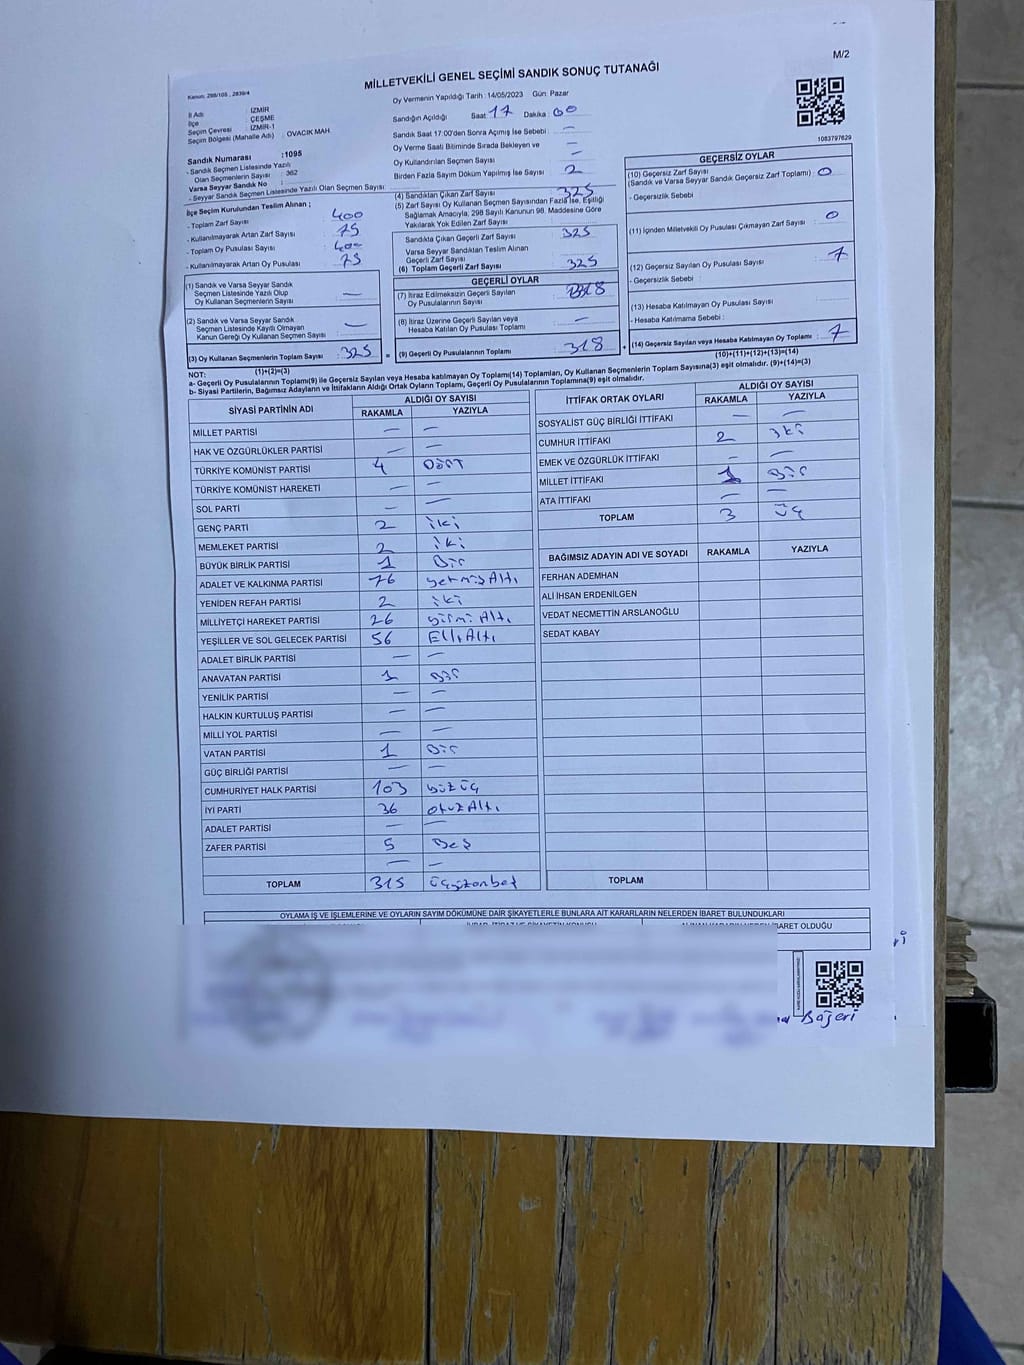 M/2
MİLLETVEKİLİ GENEL SEÇİMİ SANDIK SONUÇ TUTANAĞI
Kanun: 298/105 , 2839/4
Oy Vermenin Yapıldığı Tarih :14/05/2023 Gün: Pazar
İl Adı : İZMİR
İlçe : ÇEŞME
Seçim Çevresi : İZMİR-1
Seçim Bölgesi (Mahalle Adı) : OVACIK MAH.
Sandık Numarası :1095
- Sandık Seçmen Listesinde Yazılı
Olan Seçmenlerin Sayısı : 362
Varsa Seyyar Sandık No :
- Seyyar Sandık Seçmen Listesinde Yazılı Olan Seçmen Sayısı:
Sandığın Açıldığı Saat 17 Dakika : 00
Sandık Saat 17:00'den Sonra Açımış İse Sebebi : —
Oy Verme Saati Bitiminde Sırada Bekleyen ve
Oy Kullandırılan Seçmen Sayısı : —
Birden Fazla Sayım Döküm Yapılmış İse Sayısı : 2
1083797629
İlçe Seçim Kurulundan Teslim Alınan ;
- Toplam Zarf Sayısı : 400
- Kullanılmayarak Artan Zarf Sayısı : 75
- Toplam Oy Pusulası Sayısı : 400
- Kullanılmayarak Artan Oy Pusulası : 75
(1) Sandık ve Varsa Seyyar Sandık
Seçmen Listesinde Yazılı Olup
Oy Kullanan Seçmenlerin Sayısı : —
(2) Sandık ve Varsa Seyyar Sandık
Seçmen Listesinde Kayıtlı Olmayan
Kanun Gereği Oy Kullanan Seçmen Sayısı : —
(3) Oy Kullanan Seçmenlerin Toplam Sayısı : 325
(1)+(2)=(3)
(4) Sandıktan Çıkan Zarf Sayısı : 325
(5) Zarf Sayısı Oy Kullanan Seçmen Sayısından Fazla İse, Eşitliği
Sağlamak Amacıyla, 298 Sayılı Kanunun 98. Maddesine Göre
Yakılarak Yok Edilen Zarf Sayısı :
Sandıkta Çıkan Geçerli Zarf Sayısı : 325
Varsa Seyyar Sandıktan Teslim Alınan
Geçerli Zarf Sayısı :
(6) Toplam Geçerli Zarf Sayısı : 325
GEÇERLİ OYLAR
(7) İtiraz Edilmeksizin Geçerli Sayılan
Oy Pusulalarının Sayısı : 318
(8) İtiraz Üzerine Geçerli Sayılan veya
Hesaba Katılan Oy Pusulası Toplamı : —
= (9) Geçerli Oy Pusulalarının Toplamı : 318
GEÇERSİZ OYLAR
(10) Geçersiz Zarf Sayısı
(Sandık ve Varsa Seyyar Sandık Geçersiz Zarf Toplamı) : 0
- Geçersizlik Sebebi :
(11) İçinden Milletvekili Oy Pusulası Çıkmayan Zarf Sayısı : 0
(12) Geçersiz Sayılan Oy Pusulası Sayısı : 7
- Geçersizlik Sebebi :
(13) Hesaba Katılmayan Oy Pusulası Sayısı :
- Hesaba Katılmama Sebebi :
+ (14) Geçersiz Sayılan veya Hesaba Katılmayan Oy Toplamı : 7
(10)+(11)+(12)+(13)=(14)
NOT:
a- Geçerli Oy Pusulalarının Toplamı(9) ile Geçersiz Sayılan veya Hesaba katılmayan Oy Toplamı(14) Toplamları, Oy Kullanan Seçmenlerin Toplam Sayısına(3) eşit olmalıdır. (9)+(14)=(3)
b- Siyasi Partilerin, Bağımsız Adayların ve İttifakların Aldığı Ortak Oyların Toplamı, Geçerli Oy Pusulalarının Toplamına(9) eşit olmalıdır.
SİYASİ PARTİNİN ADI ALDIĞI OY SAYISI
RAKAMLA YAZIYLA
MİLLET PARTİSİ — —
HAK VE ÖZGÜRLÜKLER PARTİSİ — —
TÜRKİYE KOMÜNİST PARTİSİ 4 Dört
TÜRKİYE KOMÜNİST HAREKETİ — —
SOL PARTİ — —
GENÇ PARTİ 2 iki
MEMLEKET PARTİSİ 2 iki
BÜYÜK BİRLİK PARTİSİ 1 Bir
ADALET VE KALKINMA PARTİSİ 76 yetmişAltı
YENİDEN REFAH PARTİSİ 2 iki
MİLLİYETÇİ HAREKET PARTİSİ 26 yirmi Altı
YEŞİLLER VE SOL GELECEK PARTİSİ 56 ElliAltı
ADALET BİRLİK PARTİSİ — —
ANAVATAN PARTİSİ 1 Bir
YENİLİK PARTİSİ — —
HALKIN KURTULUŞ PARTİSİ — —
MİLLİ YOL PARTİSİ — —
VATAN PARTİSİ 1 Bir
GÜÇ BİRLİĞİ PARTİSİ — —
CUMHURİYET HALK PARTİSİ 103 yüz üç
İYİ PARTİ 36 otuzAltı
ADALET PARTİSİ — —
ZAFER PARTİSİ 5 Beş
— —
TOPLAM 315 üçyüzonbeş
İTTİFAK ORTAK OYLARI ALDIĞI OY SAYISI
RAKAMLA YAZIYLA
SOSYALİST GÜÇ BİRLİĞİ İTTİFAKI — —
CUMHUR İTTİFAKI 2 iki
EMEK VE ÖZGÜRLÜK İTTİFAKI — —
MİLLET İTTİFAKI 1 Bir
ATA İTTİFAKI — —
TOPLAM 3 üç
BAĞIMSIZ ADAYIN ADI VE SOYADI RAKAMLA YAZIYLA
FERHAN ADEMHAN
ALİ İHSAN ERDENİLGEN
VEDAT NECMETTİN ARSLANOĞLU
SEDAT KABAY
TOPLAM
OYLAMA İŞ VE İŞLEMLERİNE VE OYLARIN SAYIM DÖKÜMÜNE DAİR ŞİKAYETLERLE BUNLARA AİT KARARLARIN NELERDEN İBARET BULUNDUKLARI
İBARET OLDUĞU